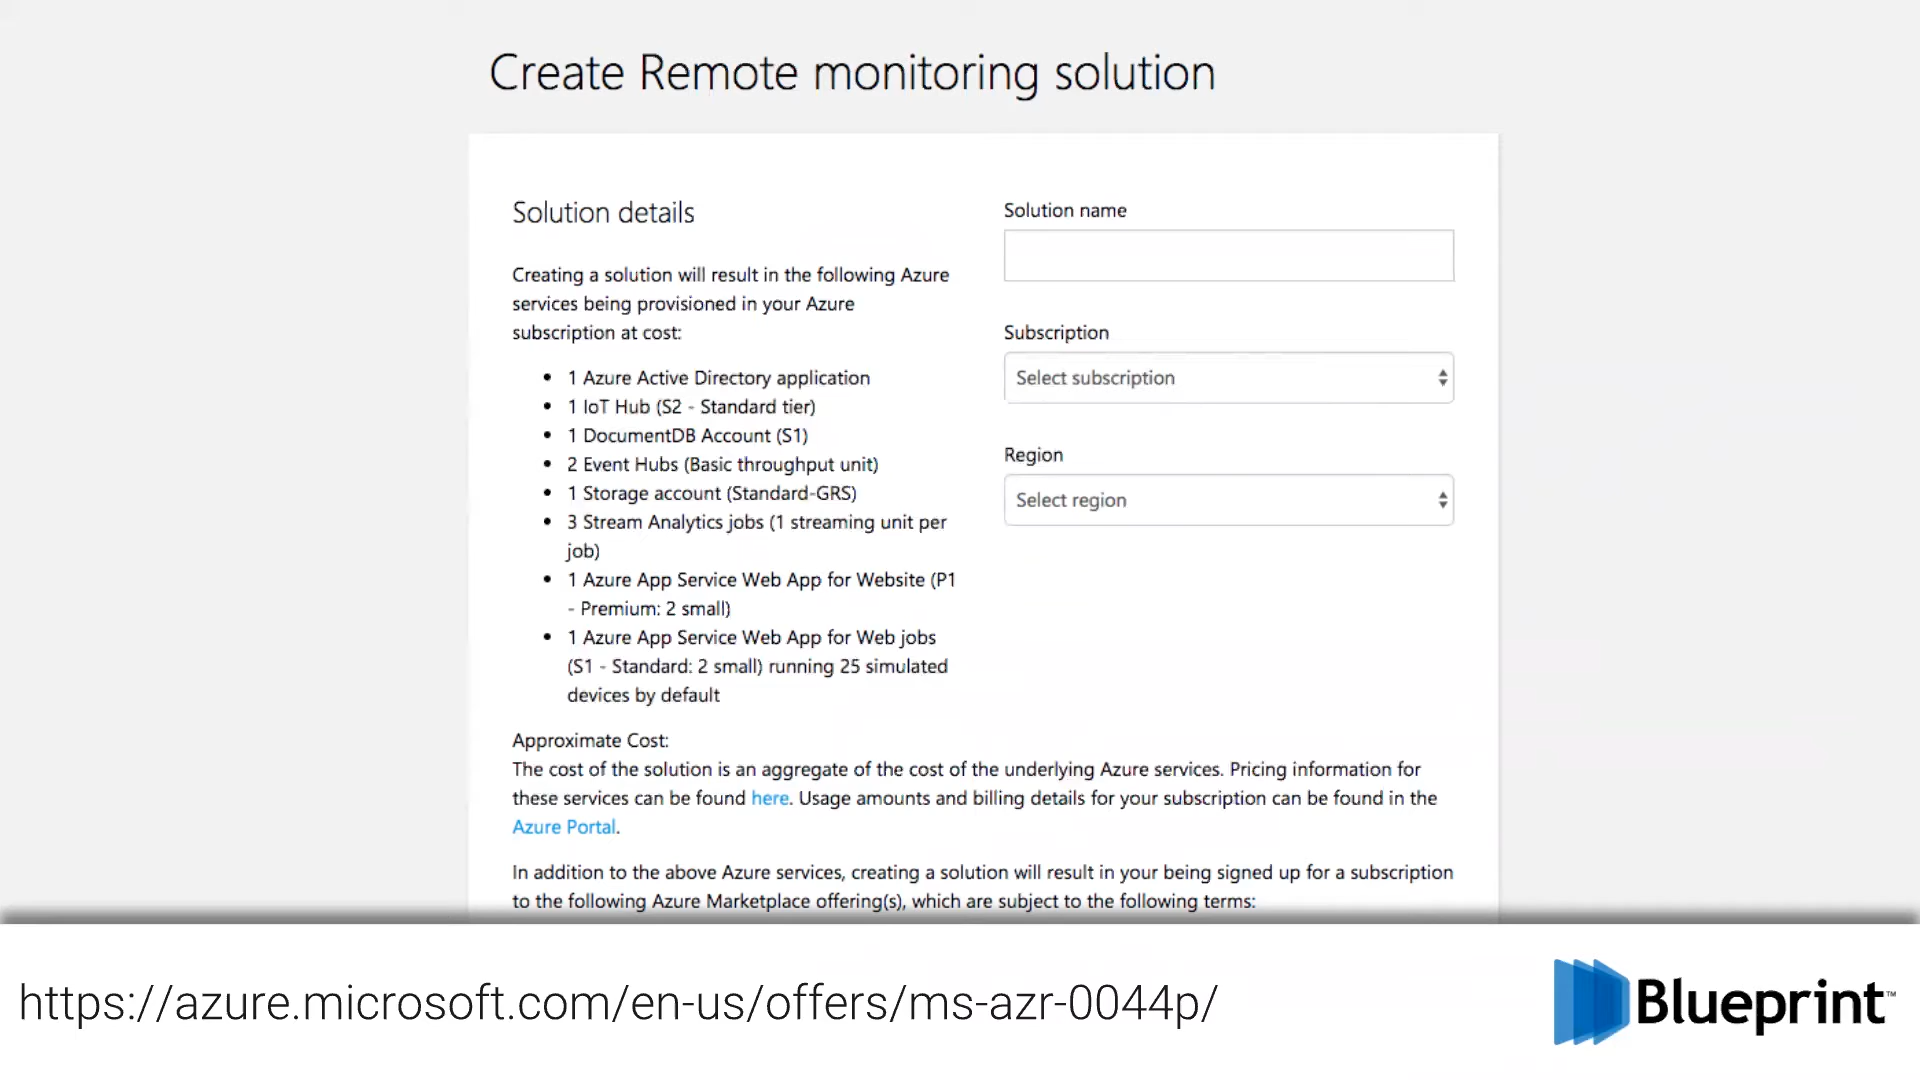 Create Remote monitoring solution
Solution details
Creating a solution will result in the following Azure
services being provisioned in your Azure
subscription at cost:
• 1 Azure Active Directory application
• 1 IoT Hub (S2 - Standard tier)
• 1 DocumentDB Account (S1)
• 2 Event Hubs (Basic throughput unit)
• 1 Storage account (Standard-GRS)
• 3 Stream Analytics jobs (1 streaming unit per
job)
• 1 Azure App Service Web App for Website (P1
- Premium: 2 small)
• 1 Azure App Service Web App for Web jobs
(S1 - Standard: 2 small) running 25 simulated
devices by default
Solution name
Subscription
Select subscription
Region
Select region
Approximate Cost:
The cost of the solution is an aggregate of the cost of the underlying Azure services. Pricing information for
these services can be found here. Usage amounts and billing details for your subscription can be found in the
Azure Portal.
In addition to the above Azure services, creating a solution will result in your being signed up for a subscription
to the following Azure Marketplace offering(s), which are subject to the following terms:
https://azure.microsoft.com/en-us/offers/ms-azr-0044p/
Blueprint™